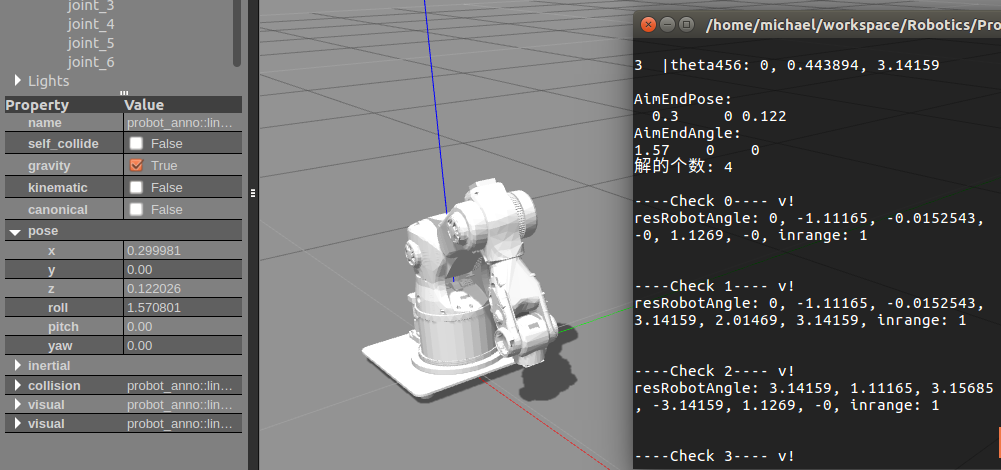 joint_3
joint_4
joint_5
joint_6
Lights
Property Value
name probot_anno::lin...
self_collide False
gravity True
kinematic False
canonical False
pose
x 0.299981
y 0.00
z 0.122026
roll 1.570801
pitch 0.00
yaw 0.00
inertial
collision probot_anno::lin...
visual probot_anno::lin...
visual probot_anno::lin...
/home/michael/workspace/Robotics/Pro
3 |theta456: 0, 0.443894, 3.14159
AimEndPose:
0.3 0 0.122
AimEndAngle:
1.57 0 0
解的个数: 4
----Check 0---- v!
resRobotAngle: 0, -1.11165, -0.0152543,
-0, 1.1269, -0, inrange: 1
----Check 1---- v!
resRobotAngle: 0, -1.11165, -0.0152543,
3.14159, 2.01469, 3.14159, inrange: 1
----Check 2---- v!
resRobotAngle: 3.14159, 1.11165, 3.15685
, -3.14159, 1.1269, -0, inrange: 1
----Check 3---- v!